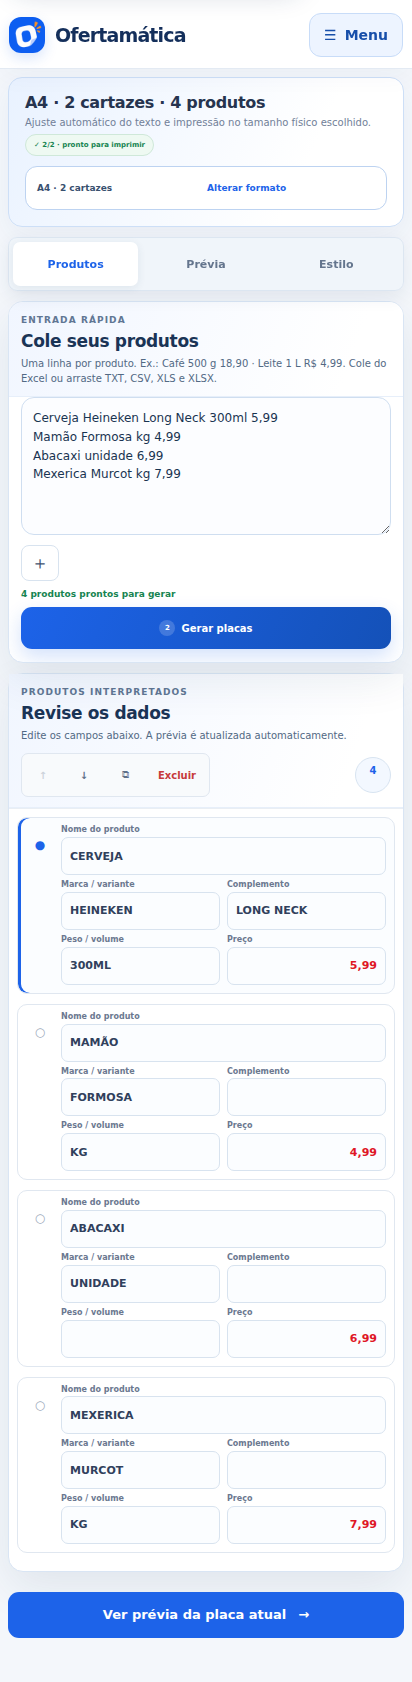 Ofertamática
☰ Menu
A4 · 2 cartazes · 4 produtos
Ajuste automático do texto e impressão no tamanho físico escolhido.
✓ 2/2 · pronto para imprimir
A4 · 2 cartazes Alterar formato
Produtos Prévia Estilo
ENTRADA RÁPIDA
Cole seus produtos
Uma linha por produto. Ex.: Café 500 g 18,90 · Leite 1 L R$ 4,99. Cole do
Excel ou arraste TXT, CSV, XLS e XLSX.
Cerveja Heineken Long Neck 300ml 5,99
Mamão Formosa kg 4,99
Abacaxi unidade 6,99
Mexerica Murcot kg 7,99
+
4 produtos prontos para gerar
2 Gerar placas
PRODUTOS INTERPRETADOS
Revise os dados
Edite os campos abaixo. A prévia é atualizada automaticamente.
↑ ↓ ⧉ Excluir 4
Nome do produto
CERVEJA
Marca / variante Complemento
HEINEKEN LONG NECK
Peso / volume Preço
300ML 5,99
Nome do produto
MAMÃO
Marca / variante Complemento
FORMOSA
Peso / volume Preço
KG 4,99
Nome do produto
ABACAXI
Marca / variante Complemento
UNIDADE
Peso / volume Preço
6,99
Nome do produto
MEXERICA
Marca / variante Complemento
MURCOT
Peso / volume Preço
KG 7,99
Ver prévia da placa atual →